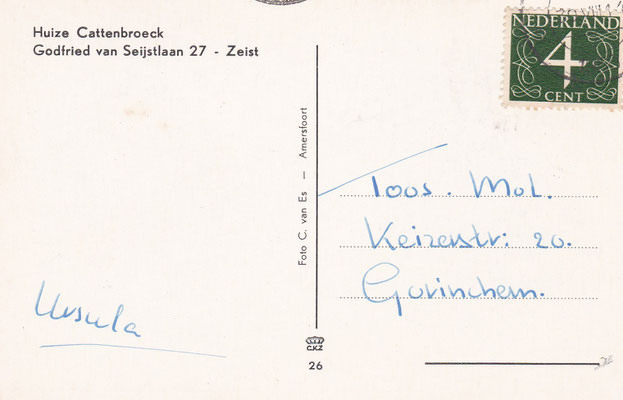 Huize Cattenbroeck
Godfried van Seijstlaan 27 - Zeist
NEDERLAND
4
CENT
Foto C. van Es — Amersfoort
Toos. Mol.
Keizerstr: 20.
Gorinchem.
Ursula
CKZ
26